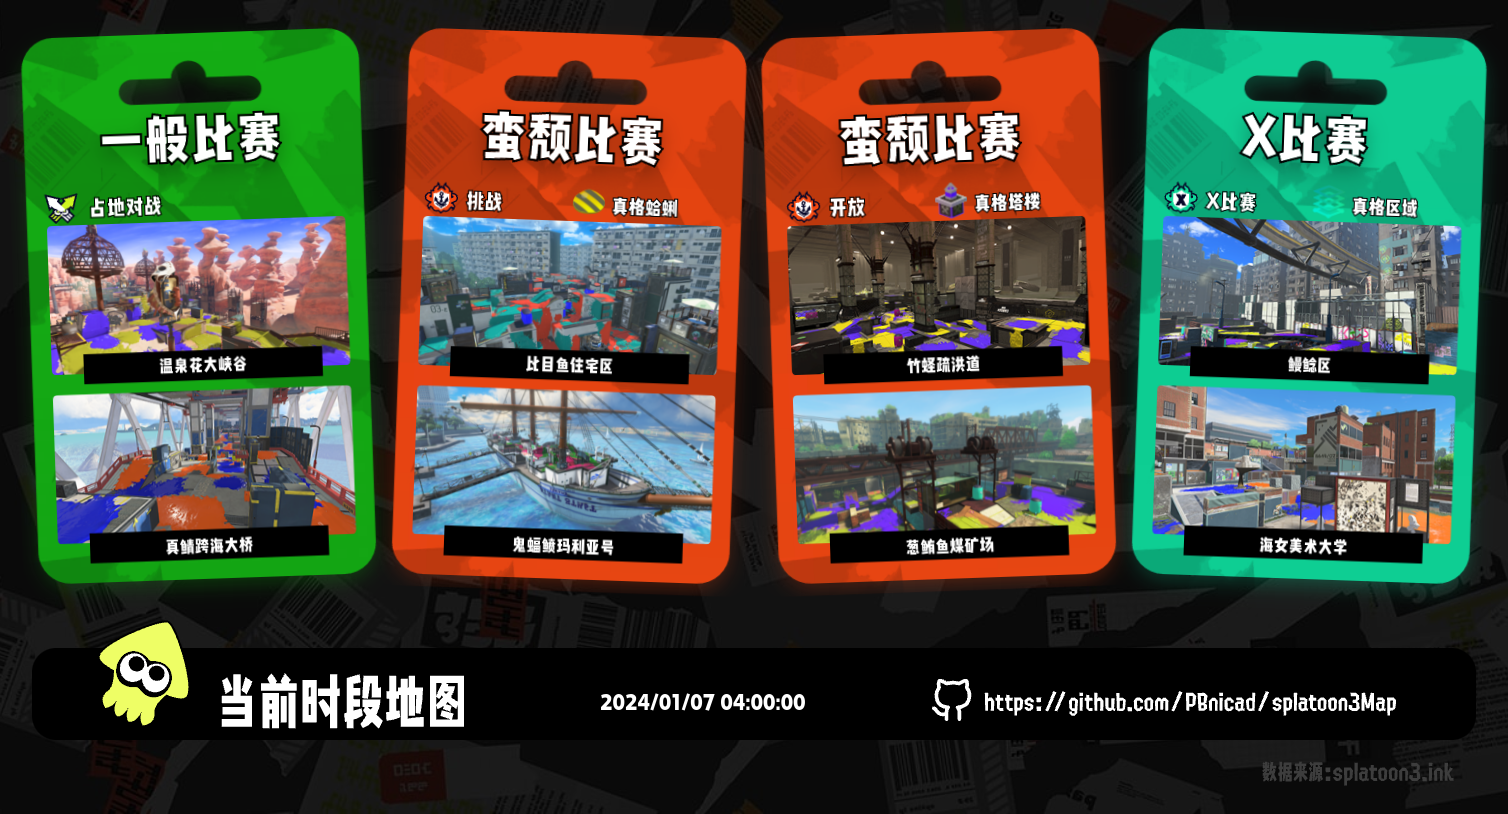 一般比赛
占地对战
温泉花大峡谷
真鲭跨海大桥
蛮颓比赛
挑战
真格蛤蜊
比目鱼住宅区
鬼蝠鲼玛利亚号
蛮颓比赛
开放
真格塔楼
竹蛏疏洪道
葱鲔鱼煤矿场
X比赛
X比赛
真格区域
鳗鲶区
海女美术大学
当前时段地图
2024/01/07 04:00:00
https://github.com/PBnicad/splatoon3Map
数据来源:splatoon3.ink